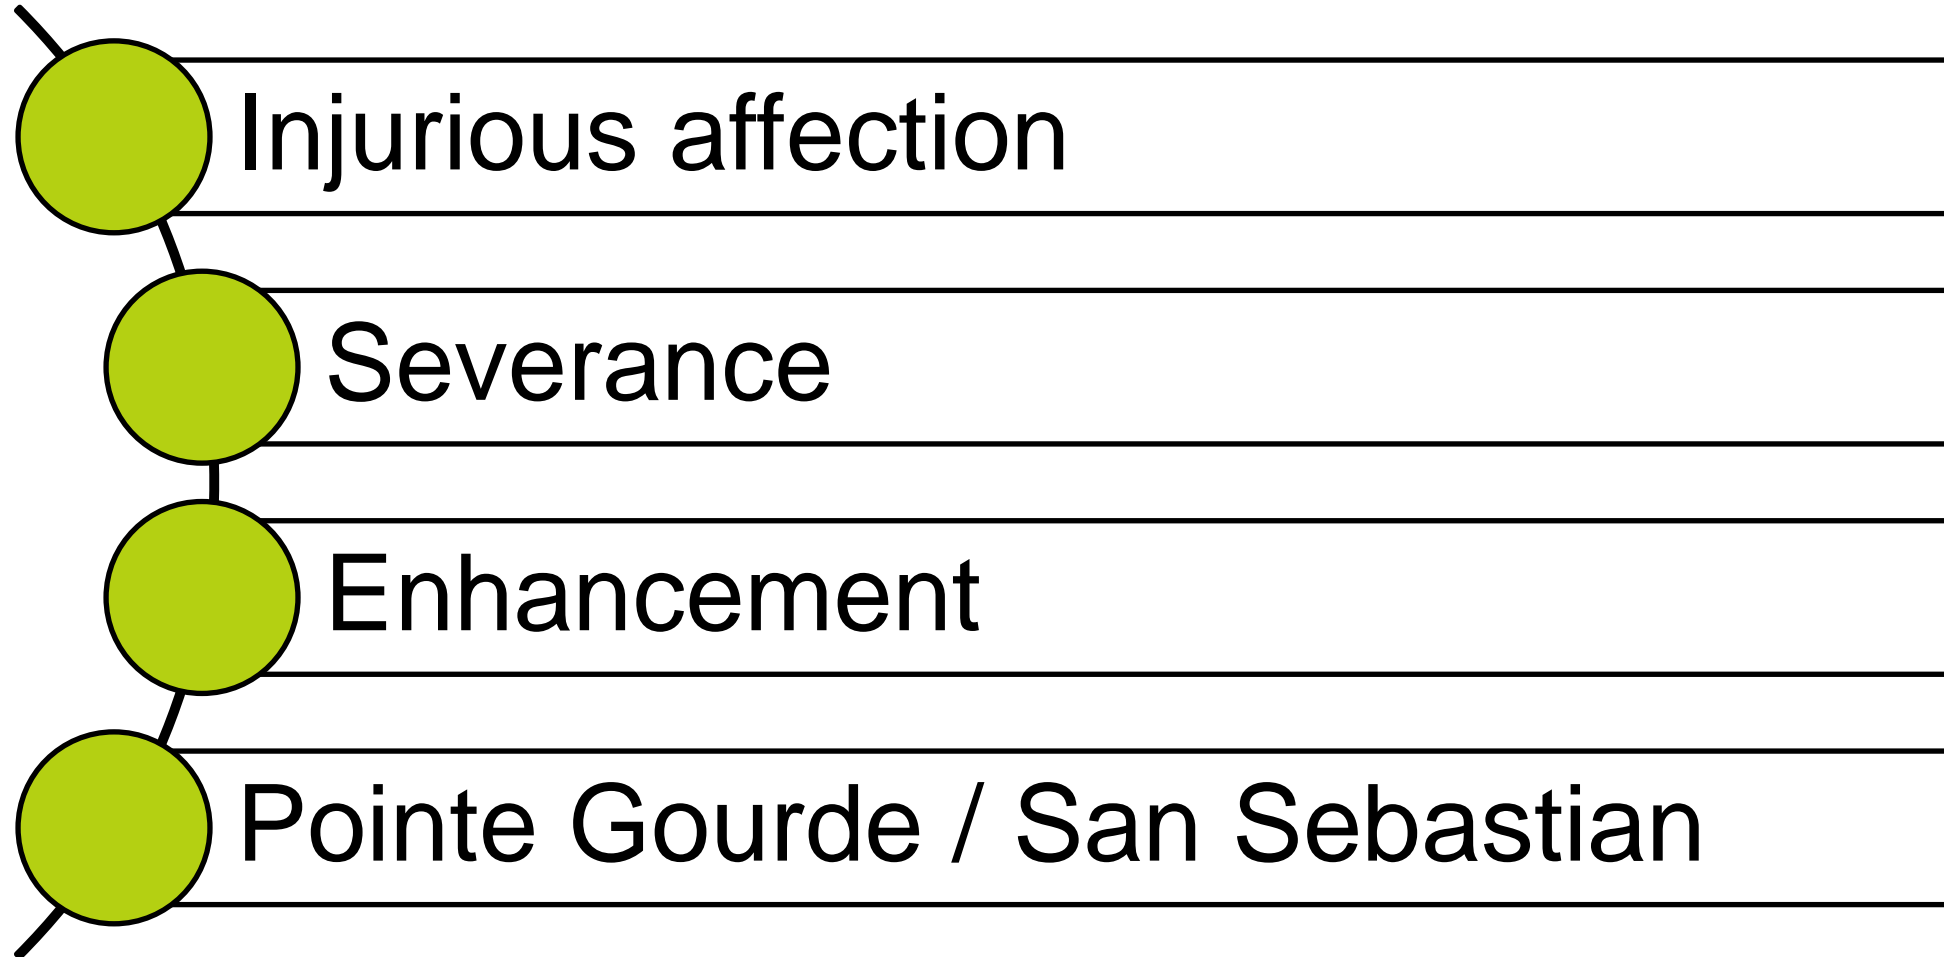 Injurious affection
Severance
Enhancement
Pointe Gourde / San Sebastian